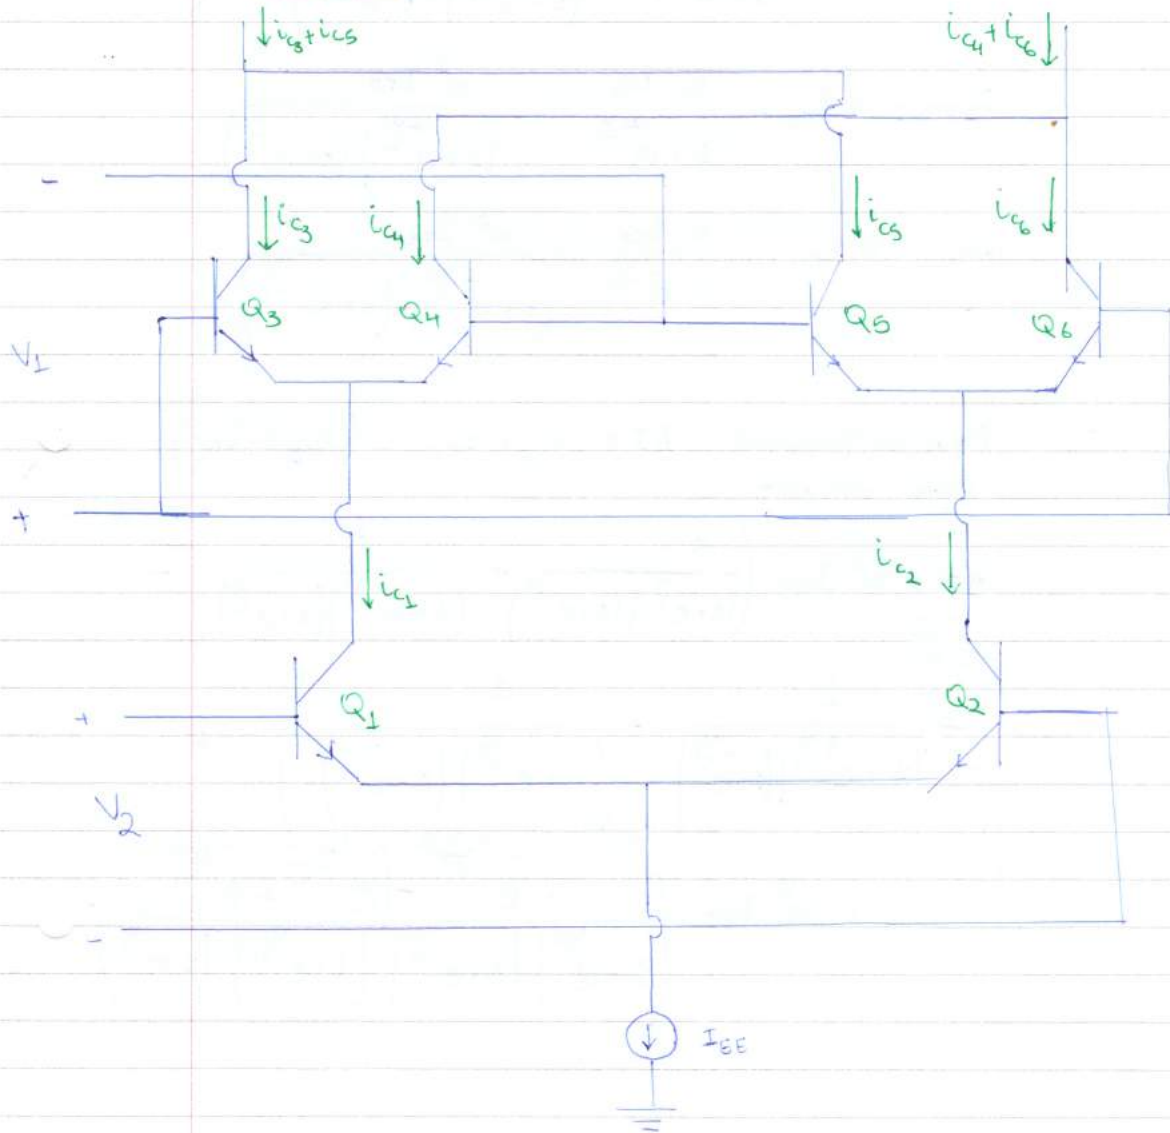 i_c3+i_c5
i_c4+i_c6
-
i_c3
i_c4
i_c5
i_c6
Q3
Q4
Q5
Q6
V1
+
i_c1
i_c2
+
Q1
Q2
V2
-
I_EE